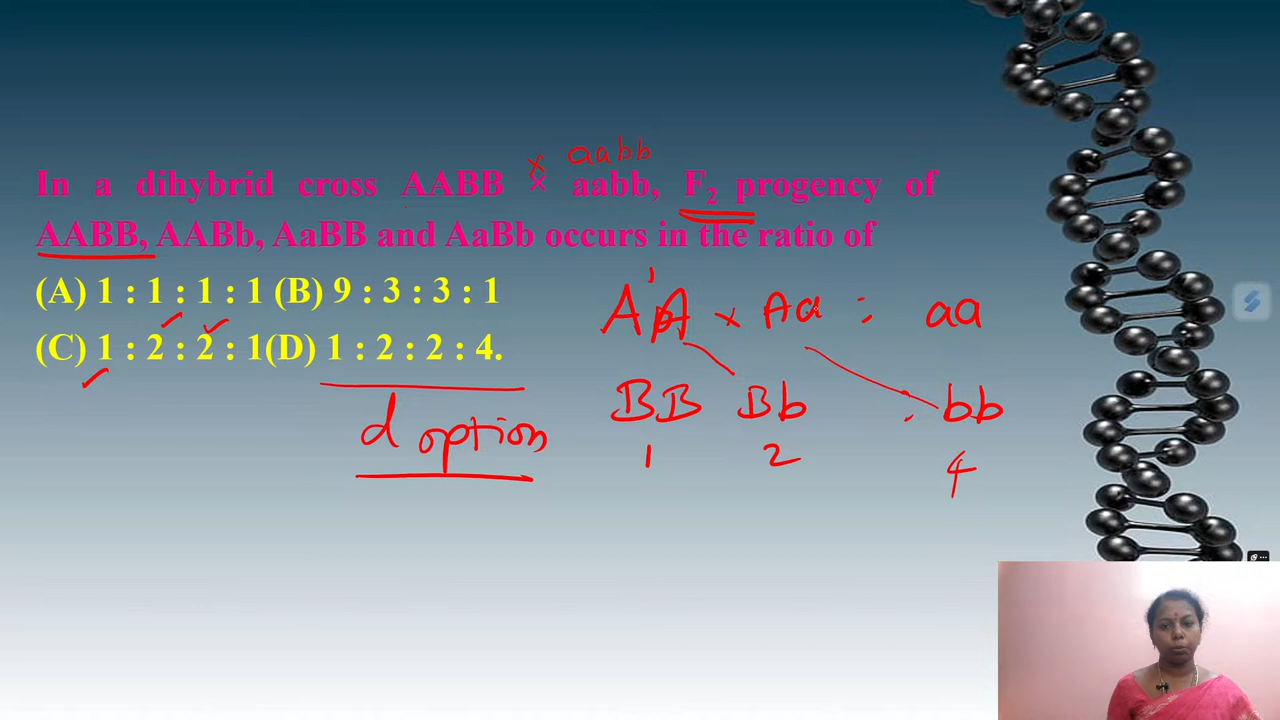 aabb
In a dihybrid cross AABB × aabb, F₂ progency of
AABB, AABb, AaBB and AaBb occurs in the ratio of
(A) 1 : 1 : 1 : 1 (B) 9 : 3 : 3 : 1
(C) 1 : 2 : 2 : 1(D) 1 : 2 : 2 : 4.
AA × Aa : aa
BB Bb : bb
1 2 4
d option